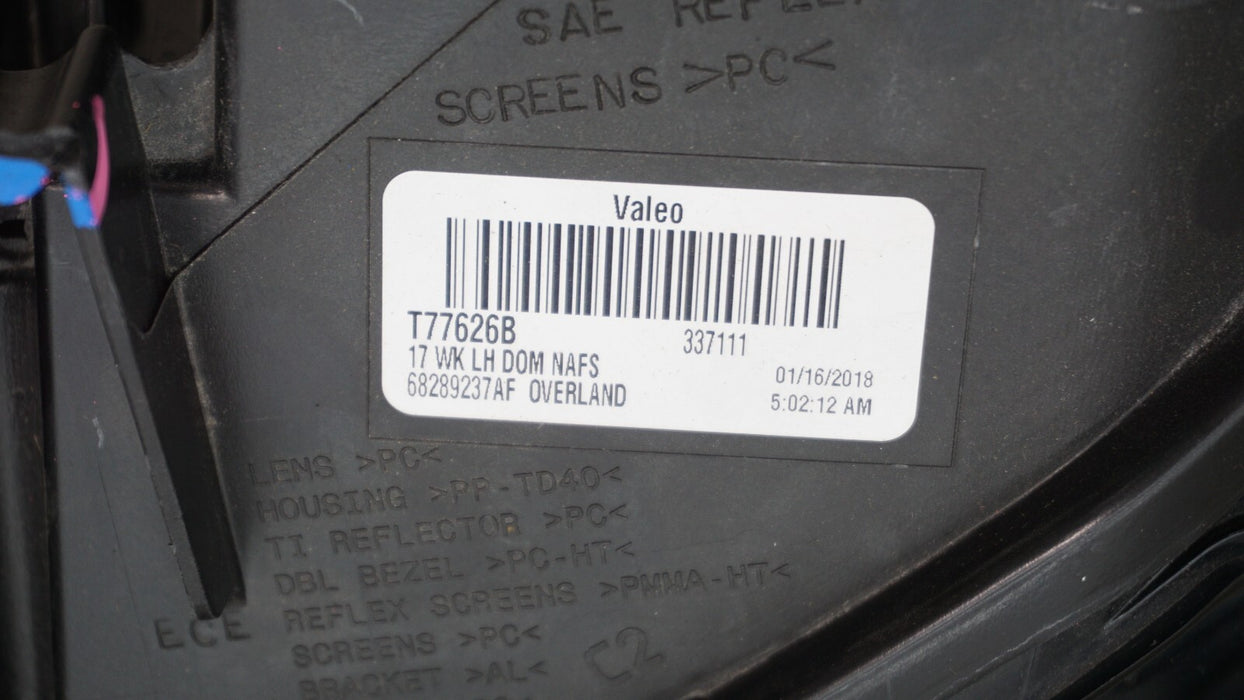 SAE REFLE
SCREENS >PC<
Valeo
T77626B 337111
17 WK LH DOM NAFS
68289237AF OVERLAND
01/16/2018
5:02:12 AM
LENS >PC<
HOUSING >PP-TD40<
TI REFLECTOR >PC<
DBL BEZEL >PC-HT<
REFLEX SCREENS >PMMA-HT<
ECE
SCREENS >PC<
C2
BRACKET >AL<